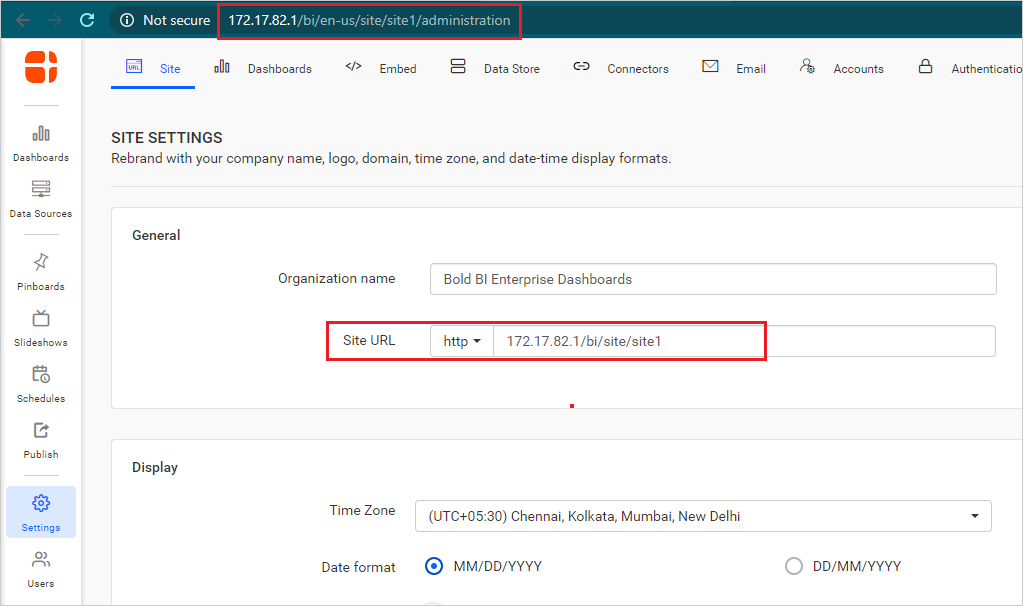 Not secure 172.17.82.1/bi/en-us/site/site1/administration
URL Site Dashboards </> Embed Data Store Connectors Email Accounts Authenticatio
Dashboards
Data Sources
Pinboards
Slideshows
Schedules
Publish
Settings
Users
SITE SETTINGS
Rebrand with your company name, logo, domain, time zone, and date-time display formats.
General
Organization name Bold BI Enterprise Dashboards
Site URL http 172.17.82.1/bi/site/site1
Display
Time Zone (UTC+05:30) Chennai, Kolkata, Mumbai, New Delhi
Date format MM/DD/YYYY DD/MM/YYYY